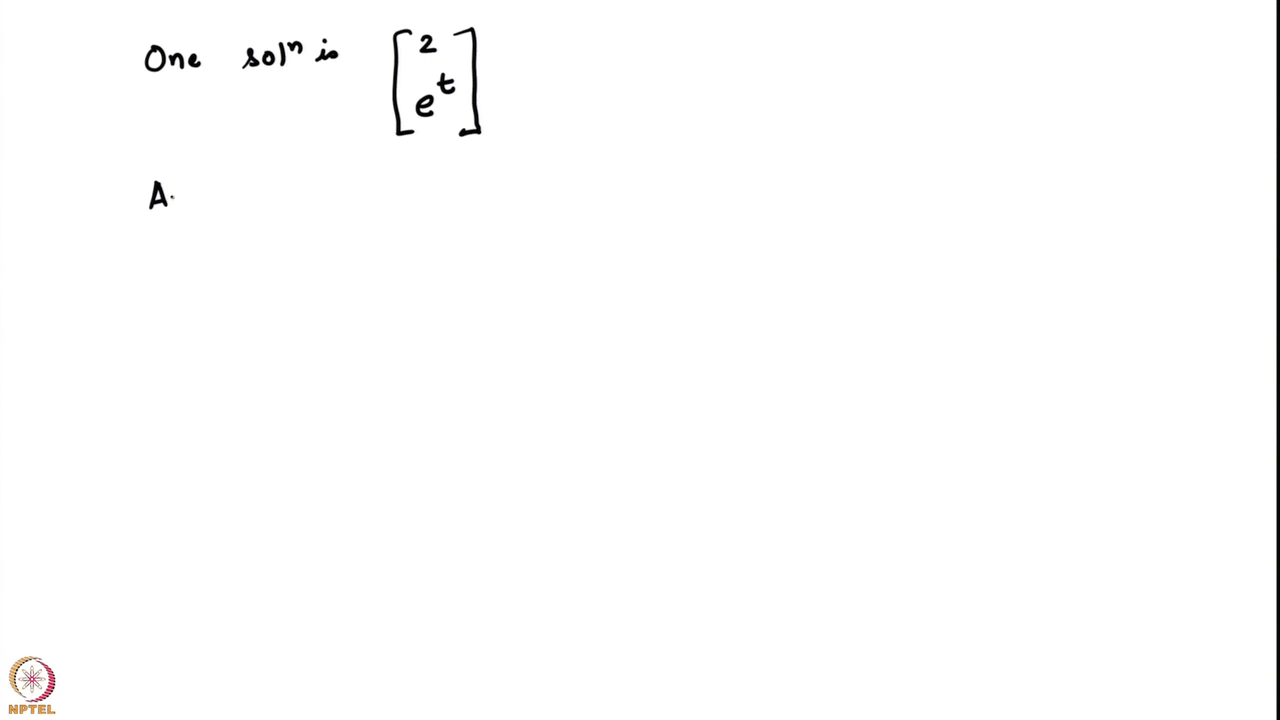 One solⁿ is [ 2
e^t ]
A
NPTEL